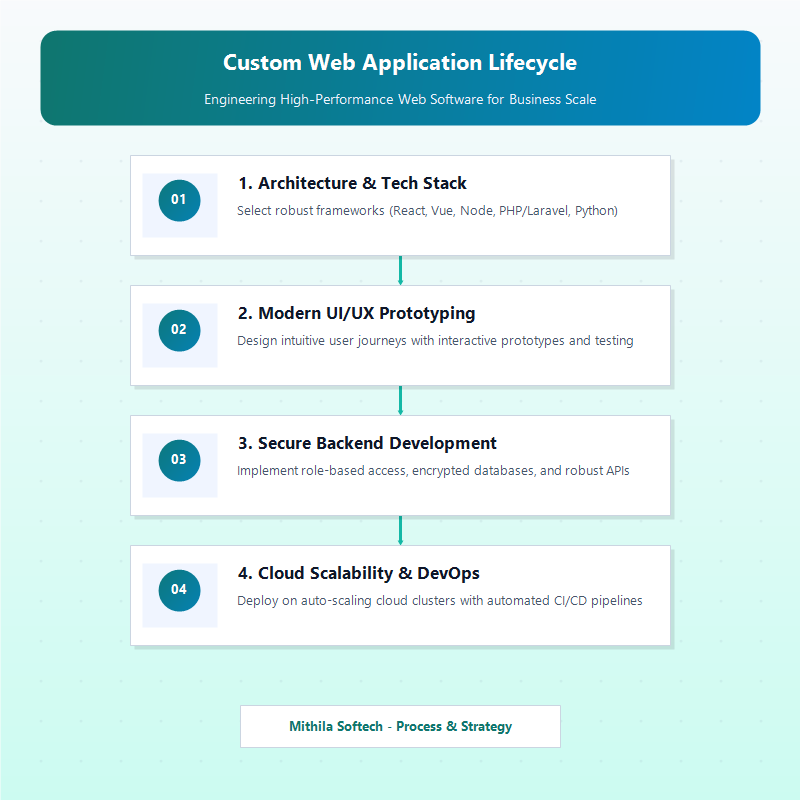 Custom Web Application Lifecycle
Engineering High-Performance Web Software for Business Scale
01
1. Architecture & Tech Stack
Select robust frameworks (React, Vue, Node, PHP/Laravel, Python)
02
2. Modern UI/UX Prototyping
Design intuitive user journeys with interactive prototypes and testing
03
3. Secure Backend Development
Implement role-based access, encrypted databases, and robust APIs
04
4. Cloud Scalability & DevOps
Deploy on auto-scaling cloud clusters with automated CI/CD pipelines
Mithila Softech - Process & Strategy